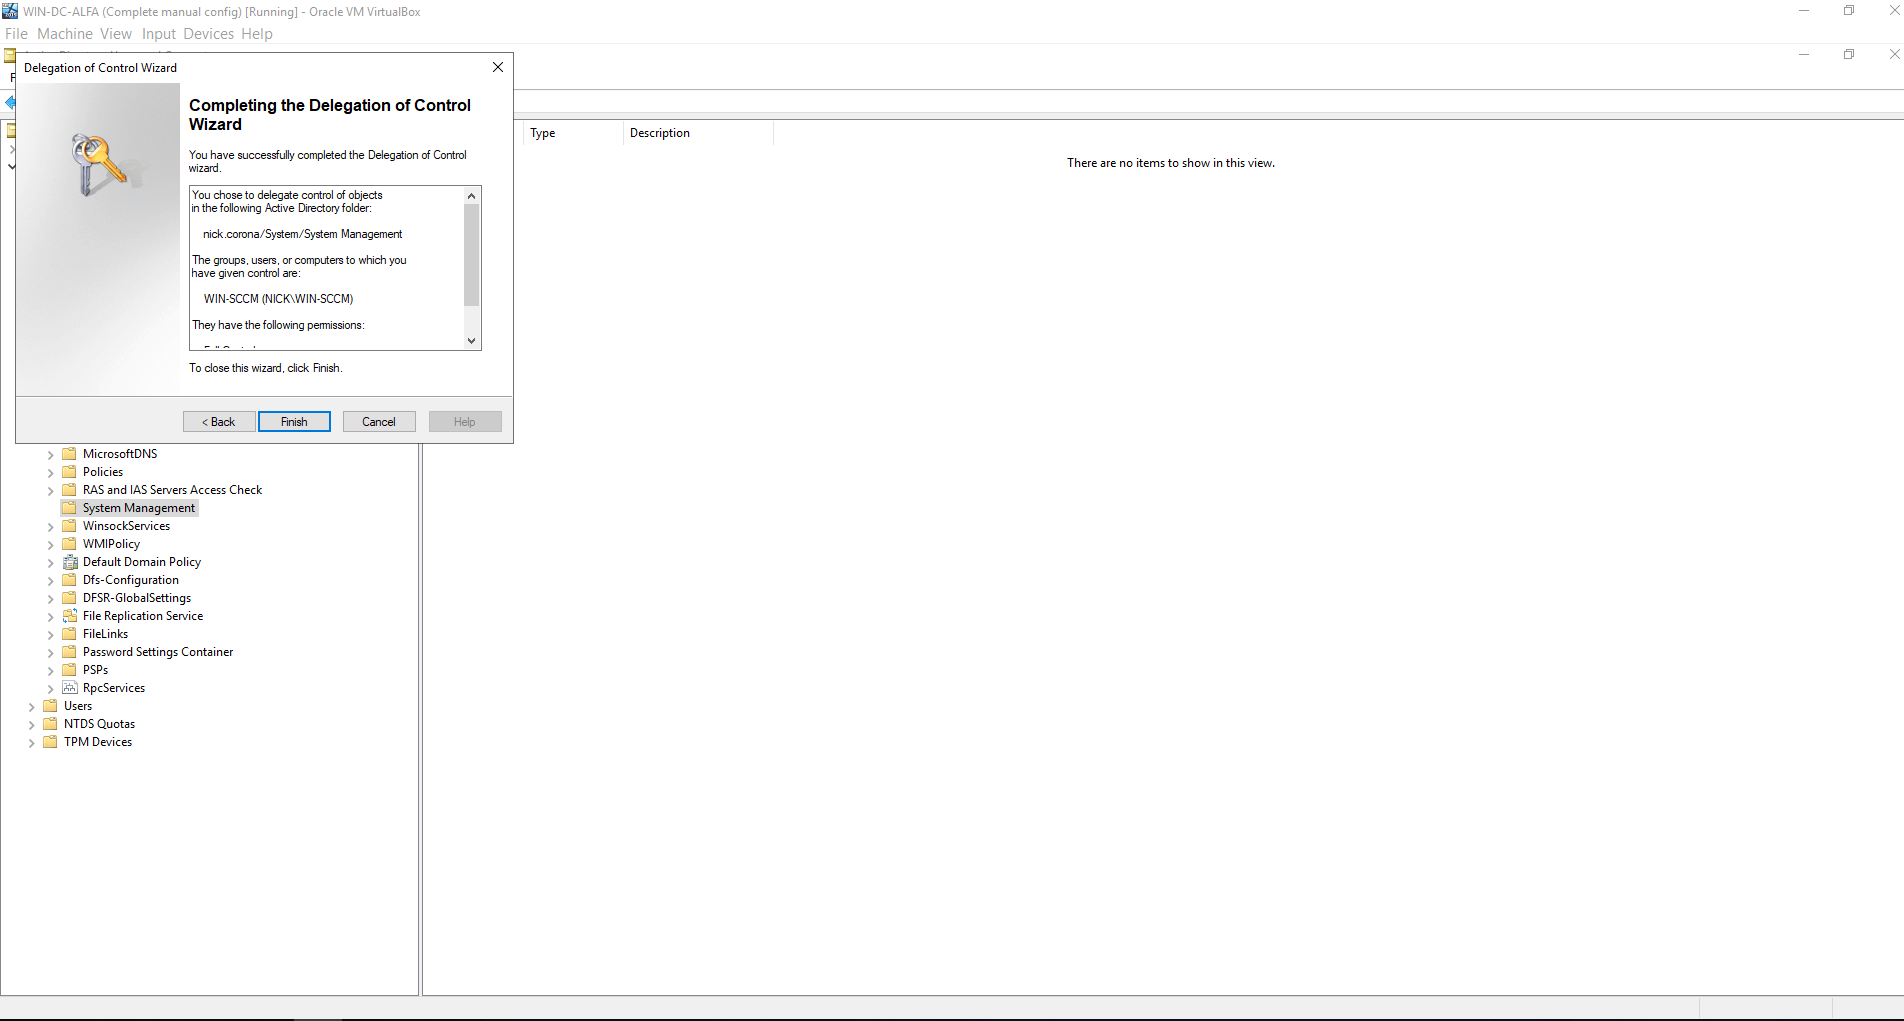 WIN-DC-ALFA (Complete manual config) [Running] - Oracle VM VirtualBox
File Machine View Input Devices Help
Delegation of Control Wizard
Completing the Delegation of Control
Wizard
You have successfully completed the Delegation of Control
wizard.
You chose to delegate control of objects
in the following Active Directory folder:
nick.corona/System/System Management
The groups, users, or computers to which you
have given control are:
WIN-SCCM (NICK\WIN-SCCM)
They have the following permissions:
To close this wizard, click Finish.
< Back Finish Cancel Help
Type Description
There are no items to show in this view.
MicrosoftDNS
Policies
RAS and IAS Servers Access Check
System Management
WinsockServices
WMIPolicy
Default Domain Policy
Dfs-Configuration
DFSR-GlobalSettings
File Replication Service
FileLinks
Password Settings Container
PSPs
RpcServices
Users
NTDS Quotas
TPM Devices